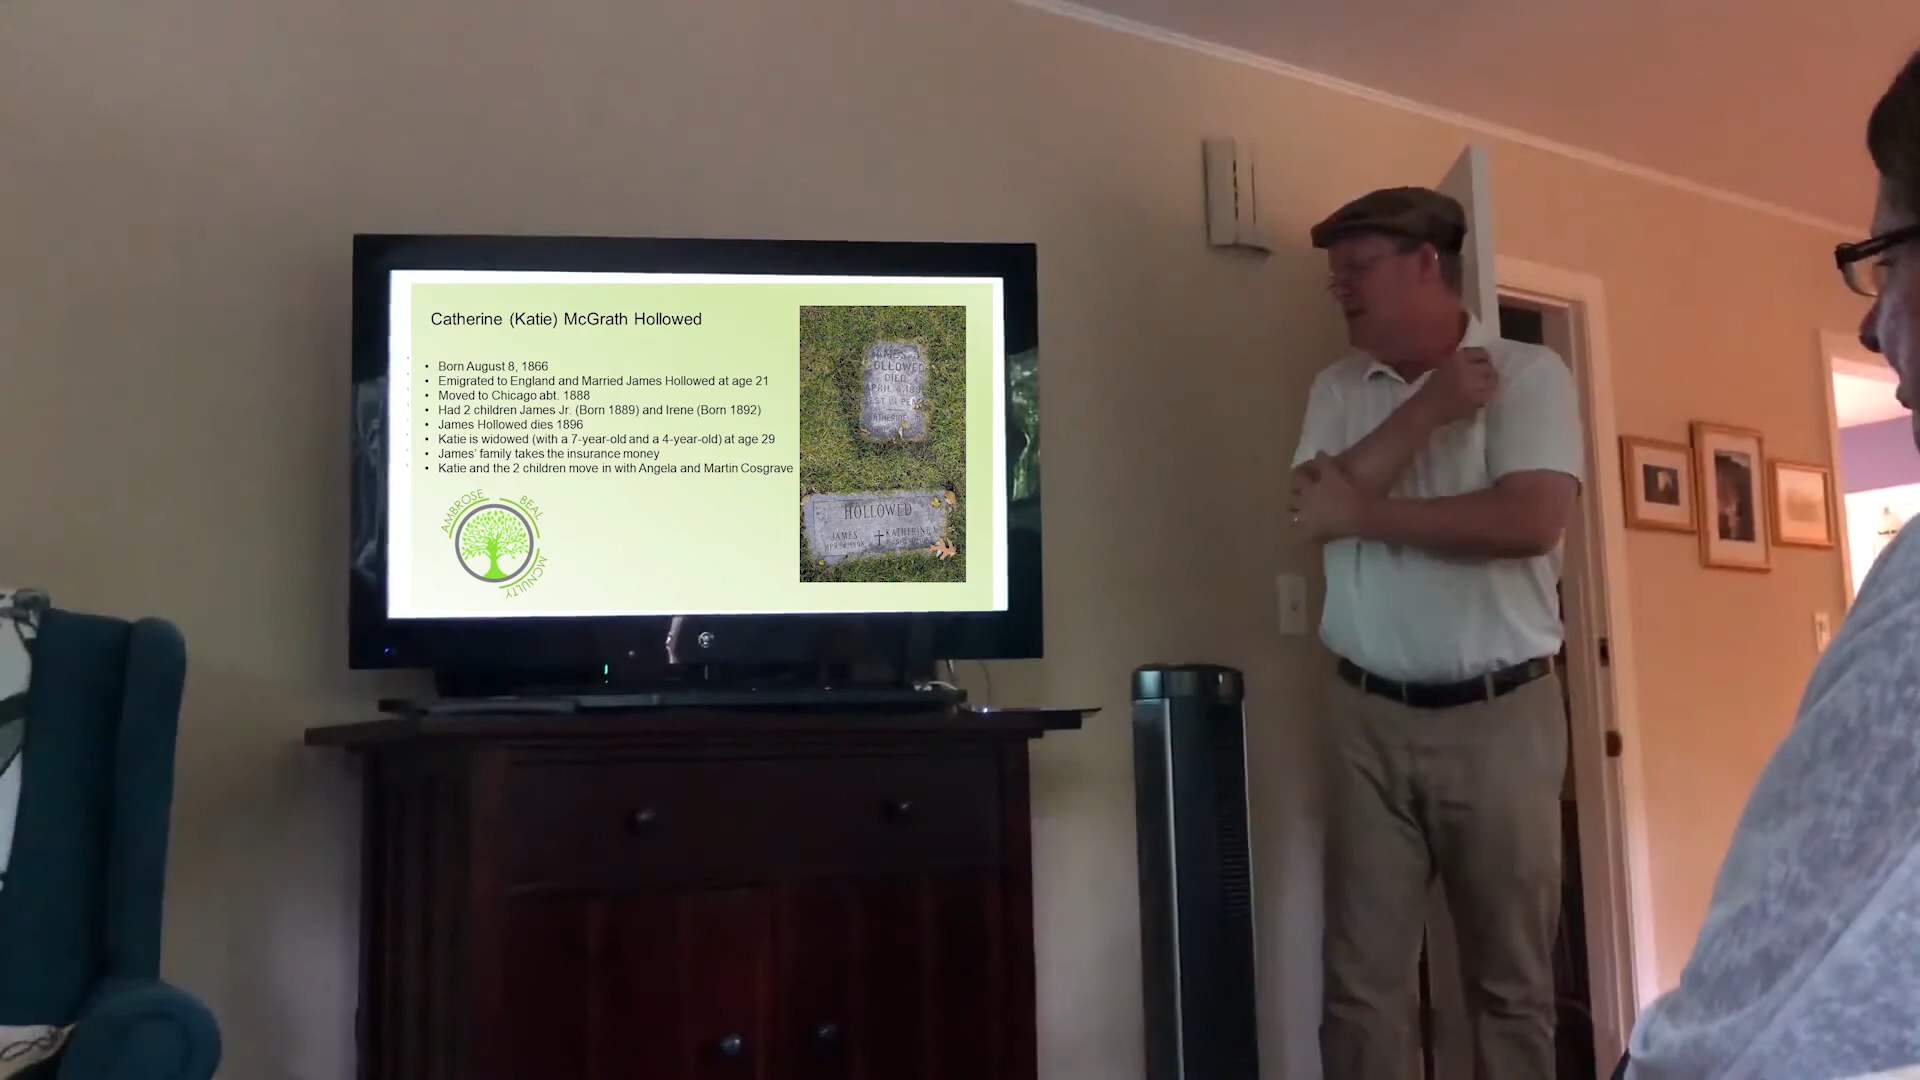 Catherine (Katie) McGrath Hollowed
• Born August 8, 1866
• Emigrated to England and Married James Hollowed at age 21
• Moved to Chicago abt. 1888
• Had 2 children James Jr. (Born 1889) and Irene (Born 1892)
• James Hollowed dies 1896
• Katie is widowed (with a 7-year-old and a 4-year-old) at age 29
• James’ family takes the insurance money
• Katie and the 2 children move in with Angela and Martin Cosgrave
AMBROSE BEAL
MCNULTY
DIED
HOLLOWED
JAMES